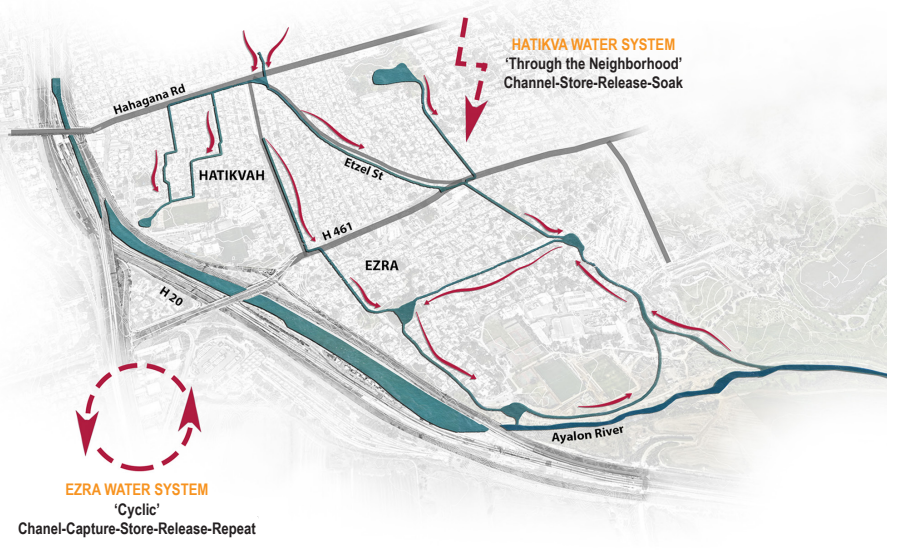 HATIKVA WATER SYSTEM
‘Through the Neighborhood’
Channel-Store-Release-Soak
Hahagana Rd
HATIKVAH
Etzel St
H 461
EZRA
H 20
Ayalon River
EZRA WATER SYSTEM
‘Cyclic’
Chanel-Capture-Store-Release-Repeat